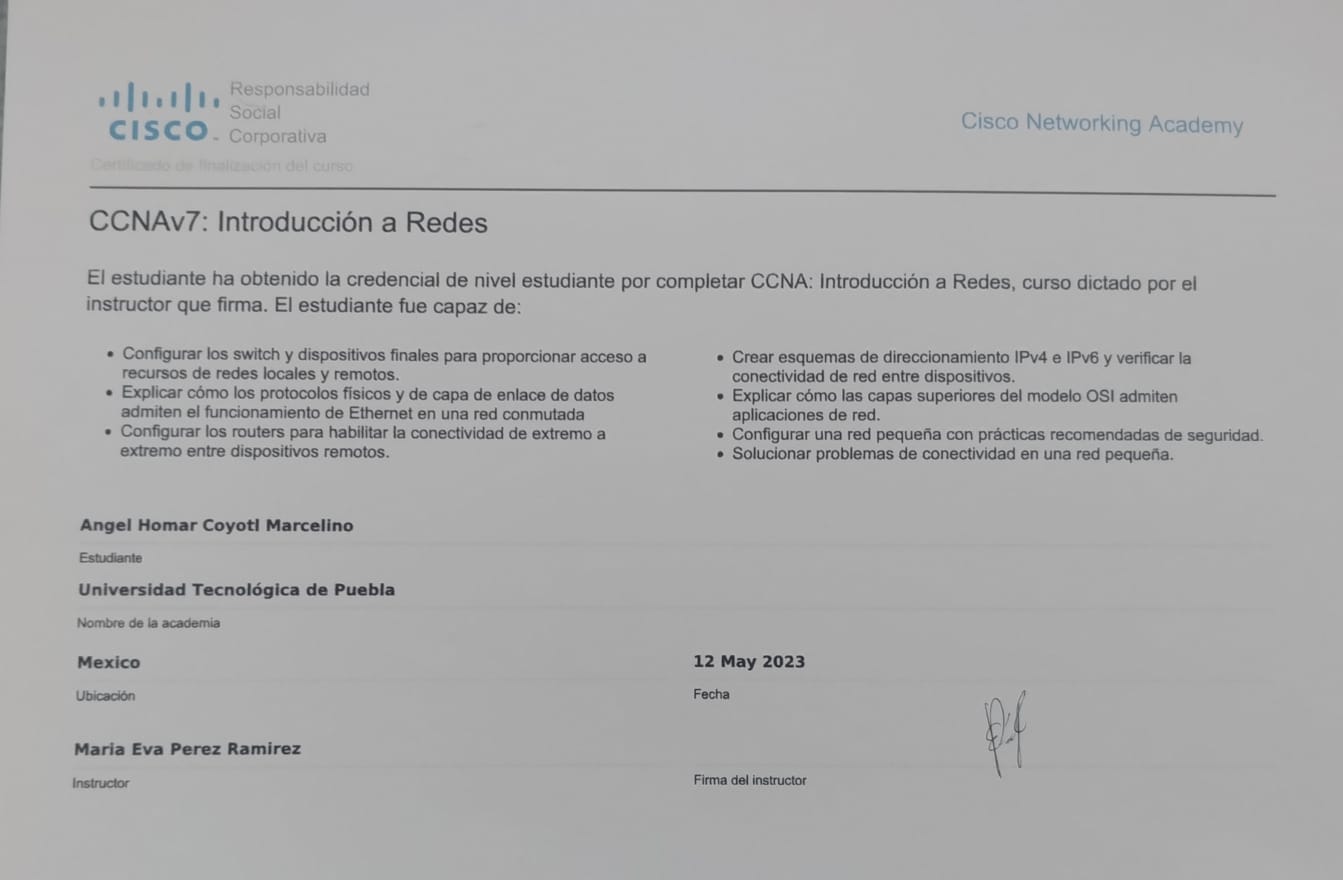 Responsabilidad
Social
CISCO Corporativa
Cisco Networking Academy
Certificado de finalización del curso
CCNAv7: Introducción a Redes
El estudiante ha obtenido la credencial de nivel estudiante por completar CCNA: Introducción a Redes, curso dictado por el
instructor que firma. El estudiante fue capaz de:
• Configurar los switch y dispositivos finales para proporcionar acceso a
recursos de redes locales y remotos.
• Explicar cómo los protocolos físicos y de capa de enlace de datos
admiten el funcionamiento de Ethernet en una red conmutada
• Configurar los routers para habilitar la conectividad de extremo a
extremo entre dispositivos remotos.
• Crear esquemas de direccionamiento IPv4 e IPv6 y verificar la
conectividad de red entre dispositivos.
• Explicar cómo las capas superiores del modelo OSI admiten
aplicaciones de red.
• Configurar una red pequeña con prácticas recomendadas de seguridad.
• Solucionar problemas de conectividad en una red pequeña.
Angel Homar Coyotl Marcelino
Estudiante
Universidad Tecnológica de Puebla
Nombre de la academia
Mexico
Ubicación
12 May 2023
Fecha
Maria Eva Perez Ramirez
Instructor
Firma del instructor